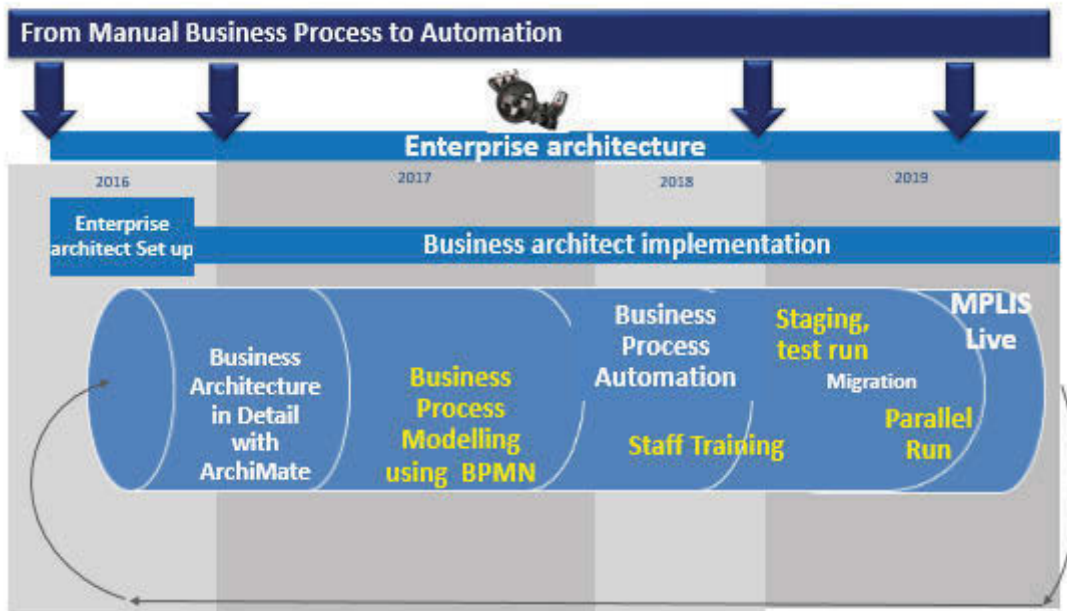 From Manual Business Process to Automation
Enterprise architecture
2016
2017
2018
2019
Enterprise
architect Set up
Business architect implementation
Business
Architecture
in Detail
with
ArchiMate
Business
Process
Modelling
using BPMN
Business
Process
Automation
Staff Training
Staging,
test run
Migration
Parallel
Run
MPLIS
Live